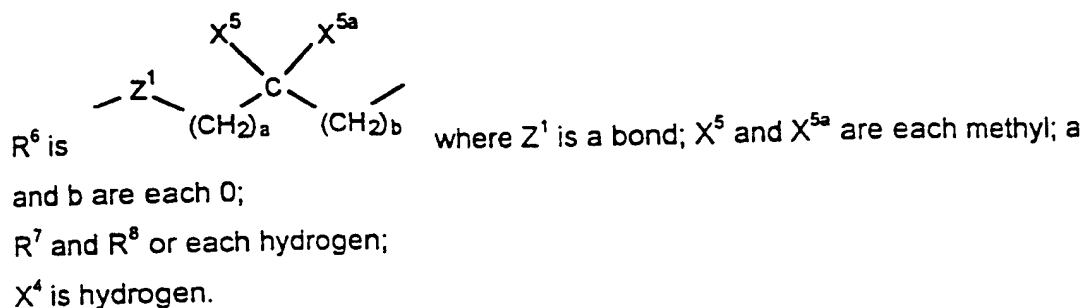 X⁵ X⁵ᵃ
Z¹ C
(CH2)a (CH2)b
R⁶ is where Z¹ is a bond; X⁵ and X⁵ᵃ are each methyl; a
and b are each 0;
R⁷ and R⁸ or each hydrogen;
X⁴ is hydrogen.